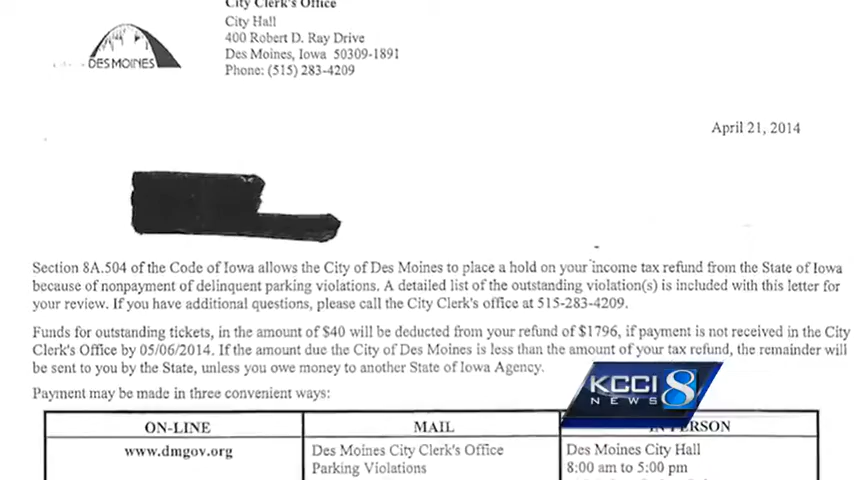 City Clerk's Office
City Hall
400 Robert D. Ray Drive
Des Moines, Iowa 50309-1891
Phone: (515) 283-4209
DES MOINES
April 21, 2014
Section 8A.504 of the Code of Iowa allows the City of Des Moines to place a hold on your income tax refund from the State of Iowa
because of nonpayment of delinquent parking violations. A detailed list of the outstanding violation(s) is included with this letter for
your review. If you have additional questions, please call the City Clerk's office at 515-283-4209.
Funds for outstanding tickets, in the amount of $40 will be deducted from your refund of $1796, if payment is not received in the City
Clerk's Office by 05/06/2014. If the amount due the City of Des Moines is less than the amount of your tax refund, the remainder will
be sent to you by the State, unless you owe money to another State of Iowa Agency.
Payment may be made in three convenient ways:
KCCI 8
NEWS
ON-LINE MAIL IN PERSON
www.dmgov.org Des Moines City Clerk's Office Des Moines City Hall
Parking Violations 8:00 am to 5:00 pm